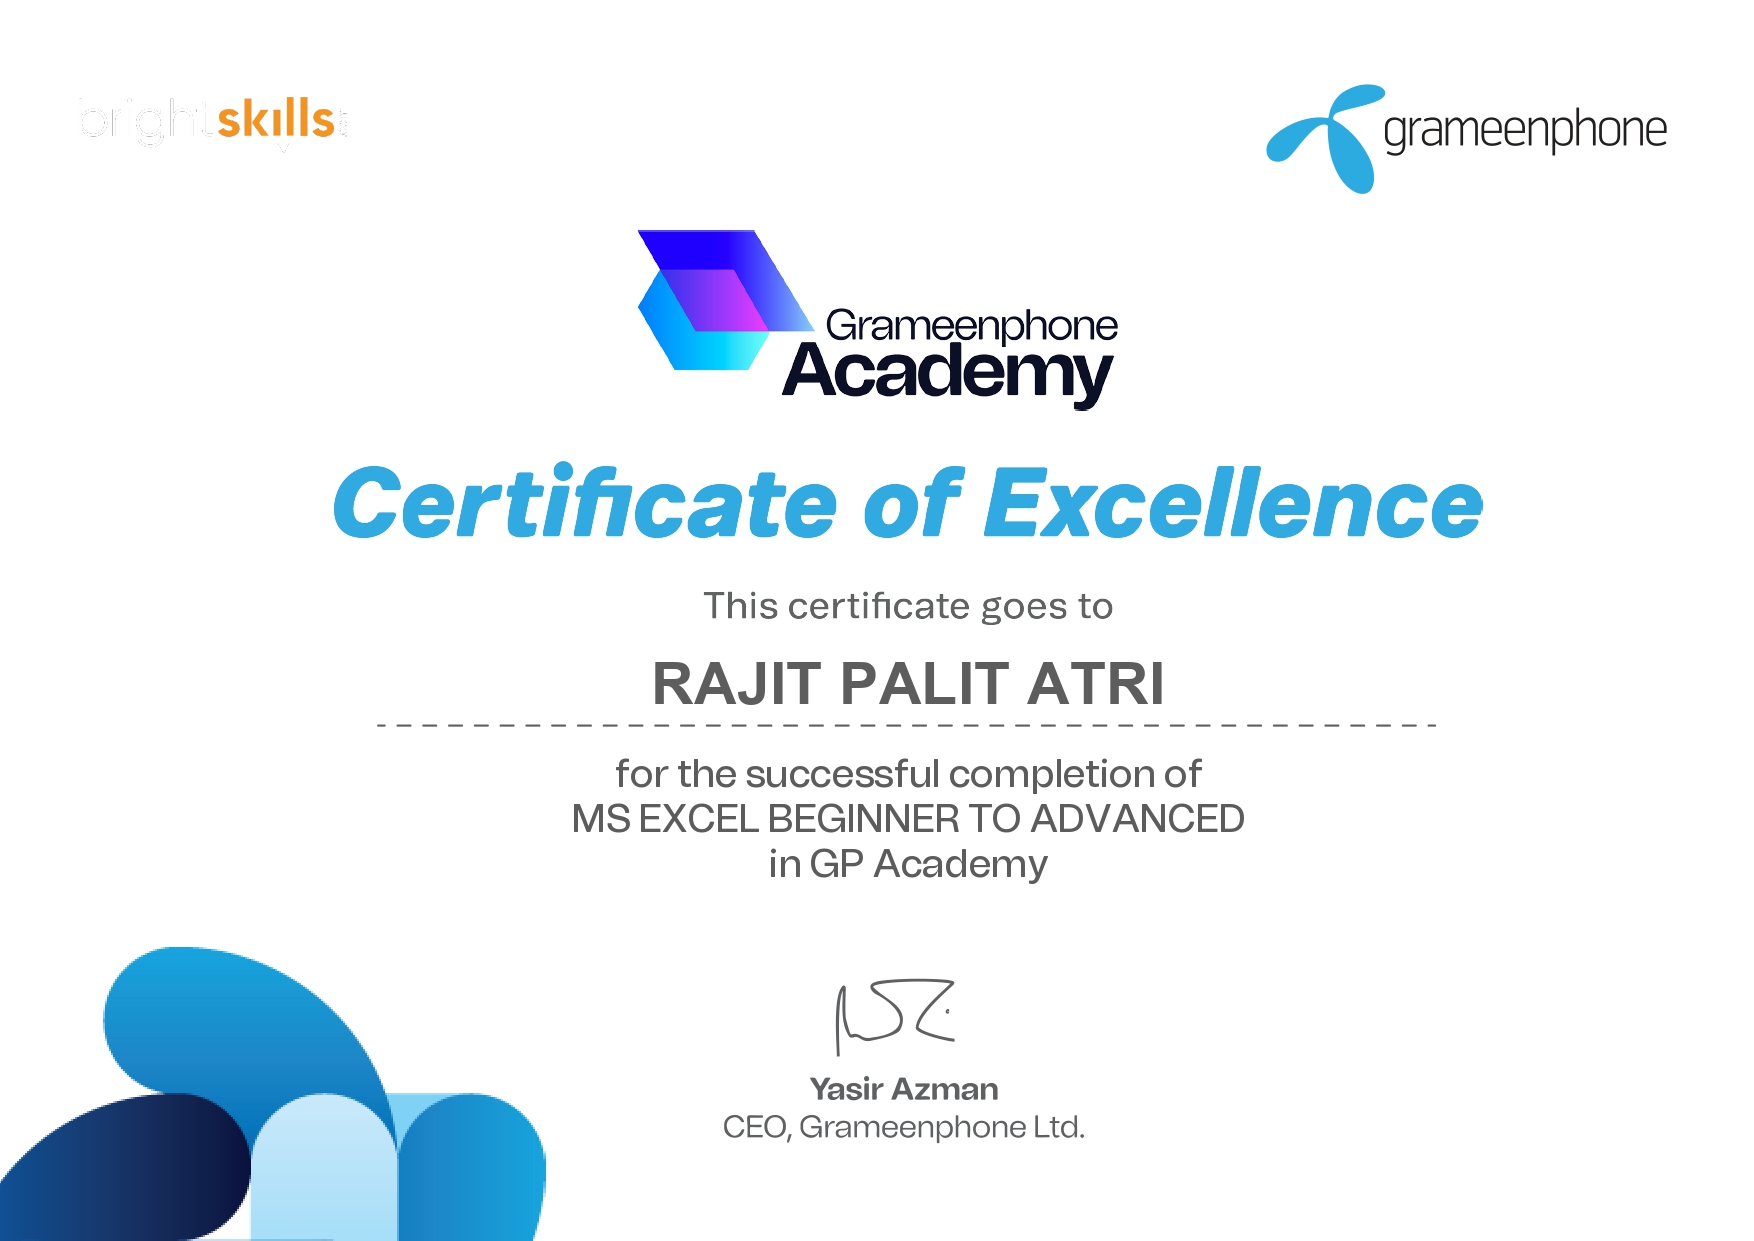 brightskills
grameenphone
Grameenphone
Academy
Certificate of Excellence
This certificate goes to
RAJIT PALIT ATRI
for the successful completion of
MS EXCEL BEGINNER TO ADVANCED
in GP Academy
Yasir Azman
CEO, Grameenphone Ltd.